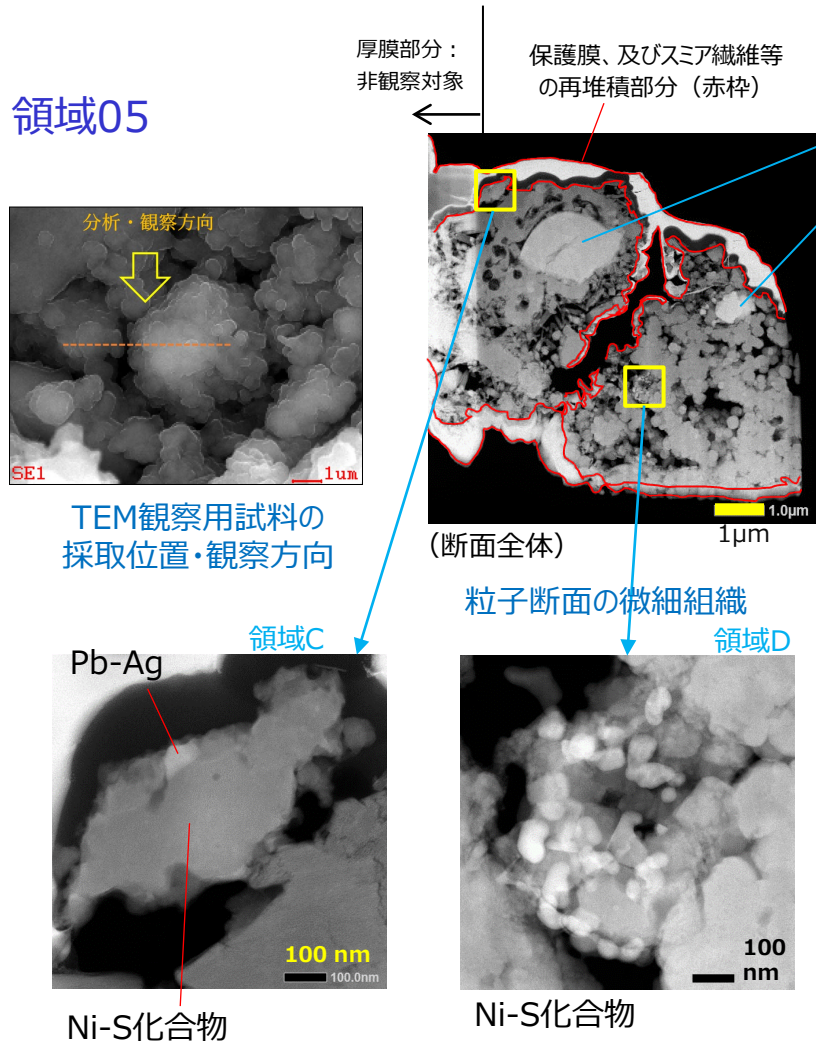 厚膜部分：
非観察対象
保護膜、及びスミア繊維等
の再堆積部分（赤枠）
領域05
分析・観察方向
SE1
1um
1.0μm
1μm
TEM観察用試料の
採取位置・観察方向
（断面全体）
粒子断面の微細組織
領域C
領域D
Pb-Ag
100 nm
100.0nm
100
nm
Ni-S化合物
Ni-S化合物